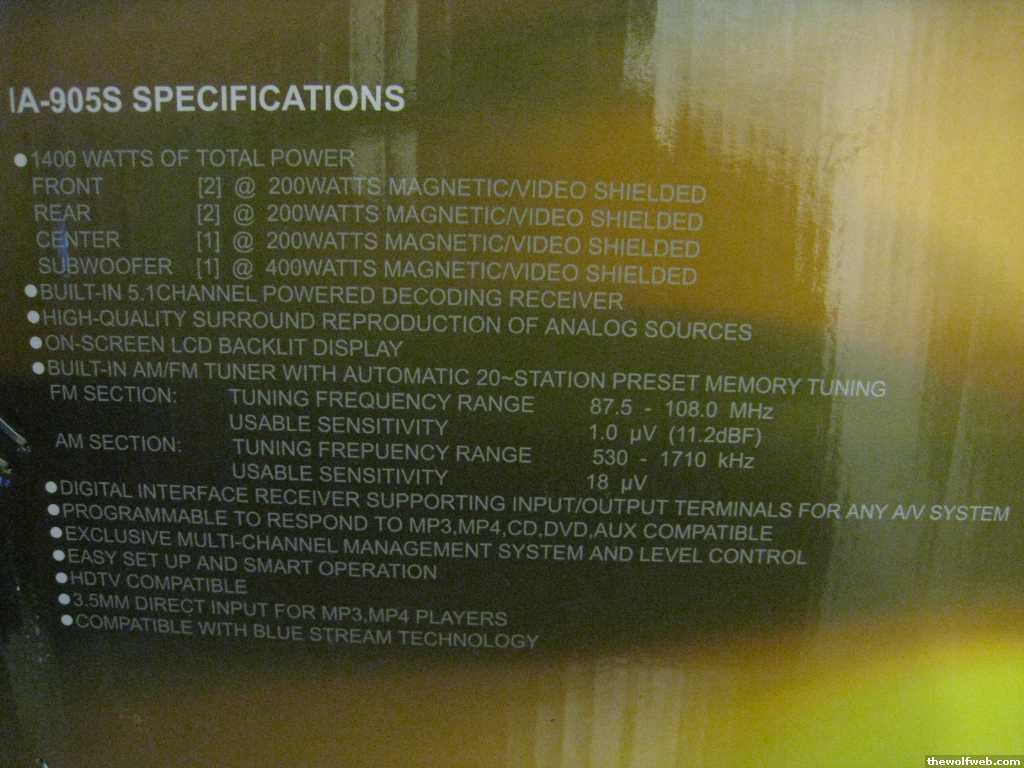 IA-905S SPECIFICATIONS
●1400 WATTS OF TOTAL POWER
FRONT [2] @ 200WATTS MAGNETIC/VIDEO SHIELDED
REAR [2] @ 200WATTS MAGNETIC/VIDEO SHIELDED
CENTER [1] @ 200WATTS MAGNETIC/VIDEO SHIELDED
SUBWOOFER [1] @ 400WATTS MAGNETIC/VIDEO SHIELDED
●BUILT-IN 5.1CHANNEL POWERED DECODING RECEIVER
●HIGH-QUALITY SURROUND REPRODUCTION OF ANALOG SOURCES
●ON-SCREEN LCD BACKLIT DISPLAY
●BUILT-IN AM/FM TUNER WITH AUTOMATIC 20~STATION PRESET MEMORY TUNING
FM SECTION: TUNING FREQUENCY RANGE 87.5 - 108.0 MHz
USABLE SENSITIVITY 1.0 µV (11.2dBF)
AM SECTION: TUNING FREPUENCY RANGE 530 - 1710 kHz
USABLE SENSITIVITY 18 µV
●DIGITAL INTERFACE RECEIVER SUPPORTING INPUT/OUTPUT TERMINALS FOR ANY A/V SYSTEM
●PROGRAMMABLE TO RESPOND TO MP3,MP4,CD,DVD,AUX COMPATIBLE
●EXCLUSIVE MULTI-CHANNEL MANAGEMENT SYSTEM AND LEVEL CONTROL
●EASY SET UP AND SMART OPERATION
●HDTV COMPATIBLE
●3.5MM DIRECT INPUT FOR MP3,MP4 PLAYERS
●COMPATIBLE WITH BLUE STREAM TECHNOLOGY
thewolfweb.com